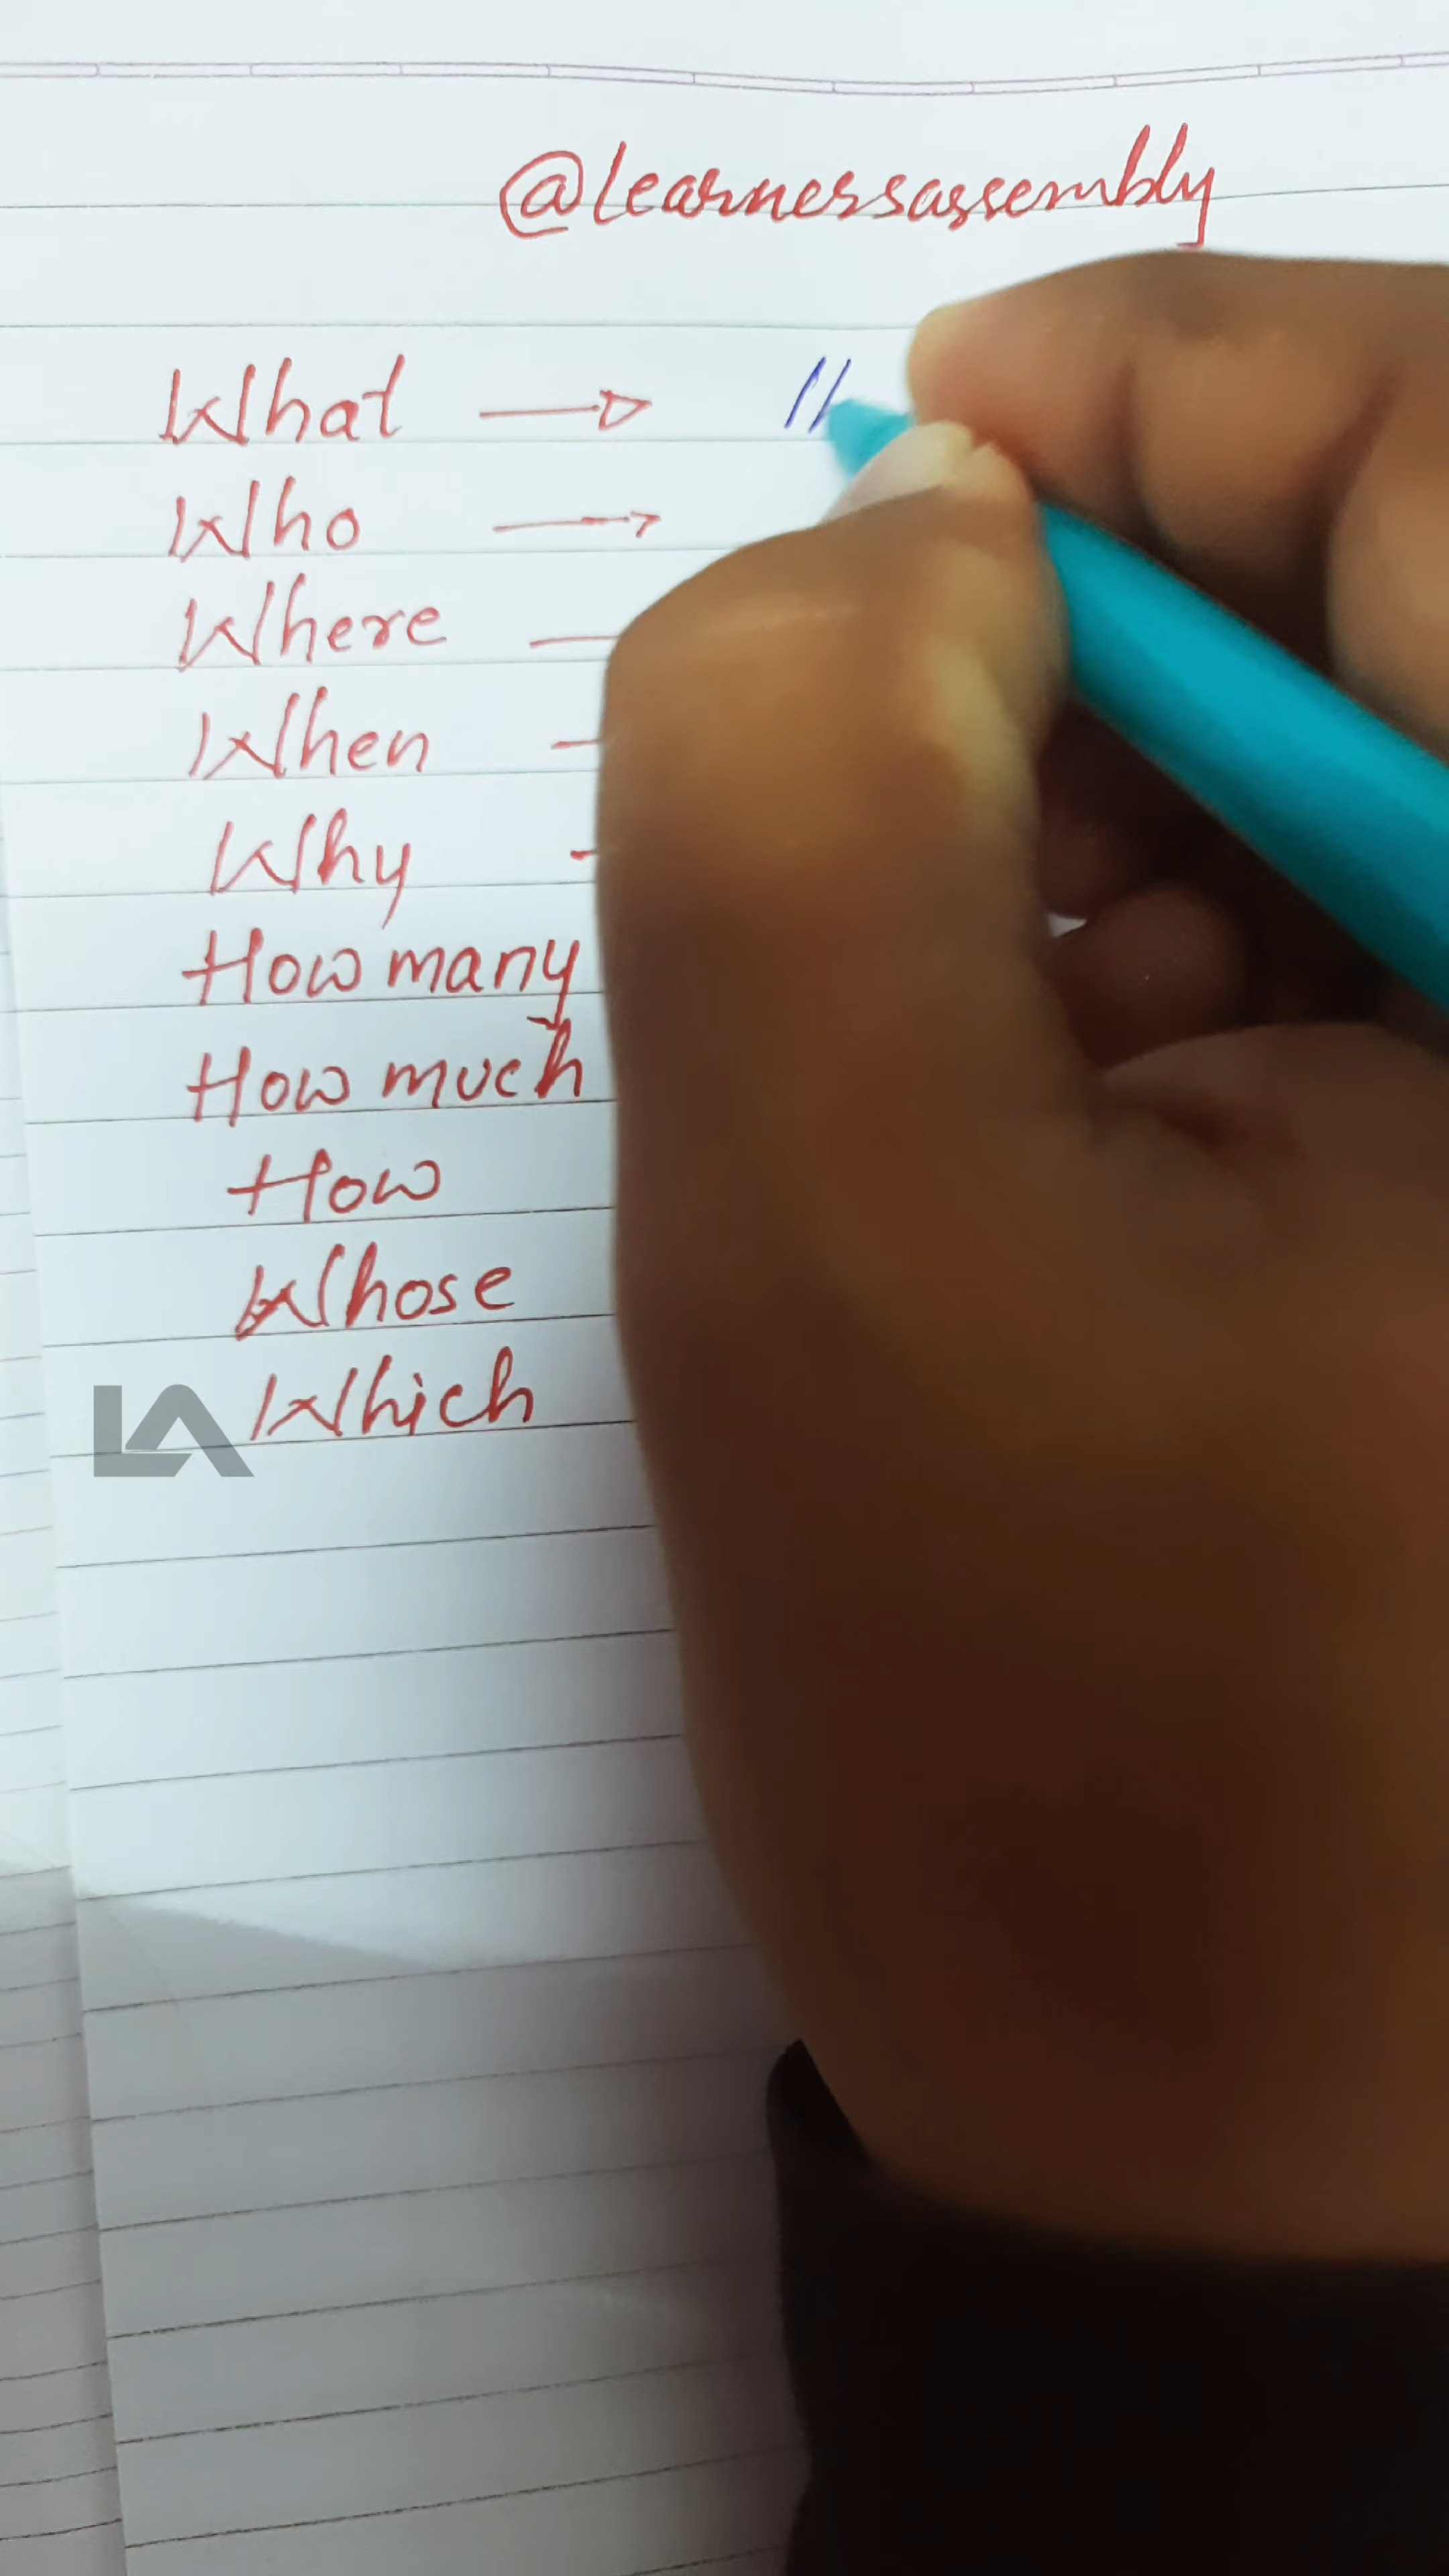 @learnersassembly
What →
Who →
Where
When
Why
How many
How much
How
Whose
Which
LA